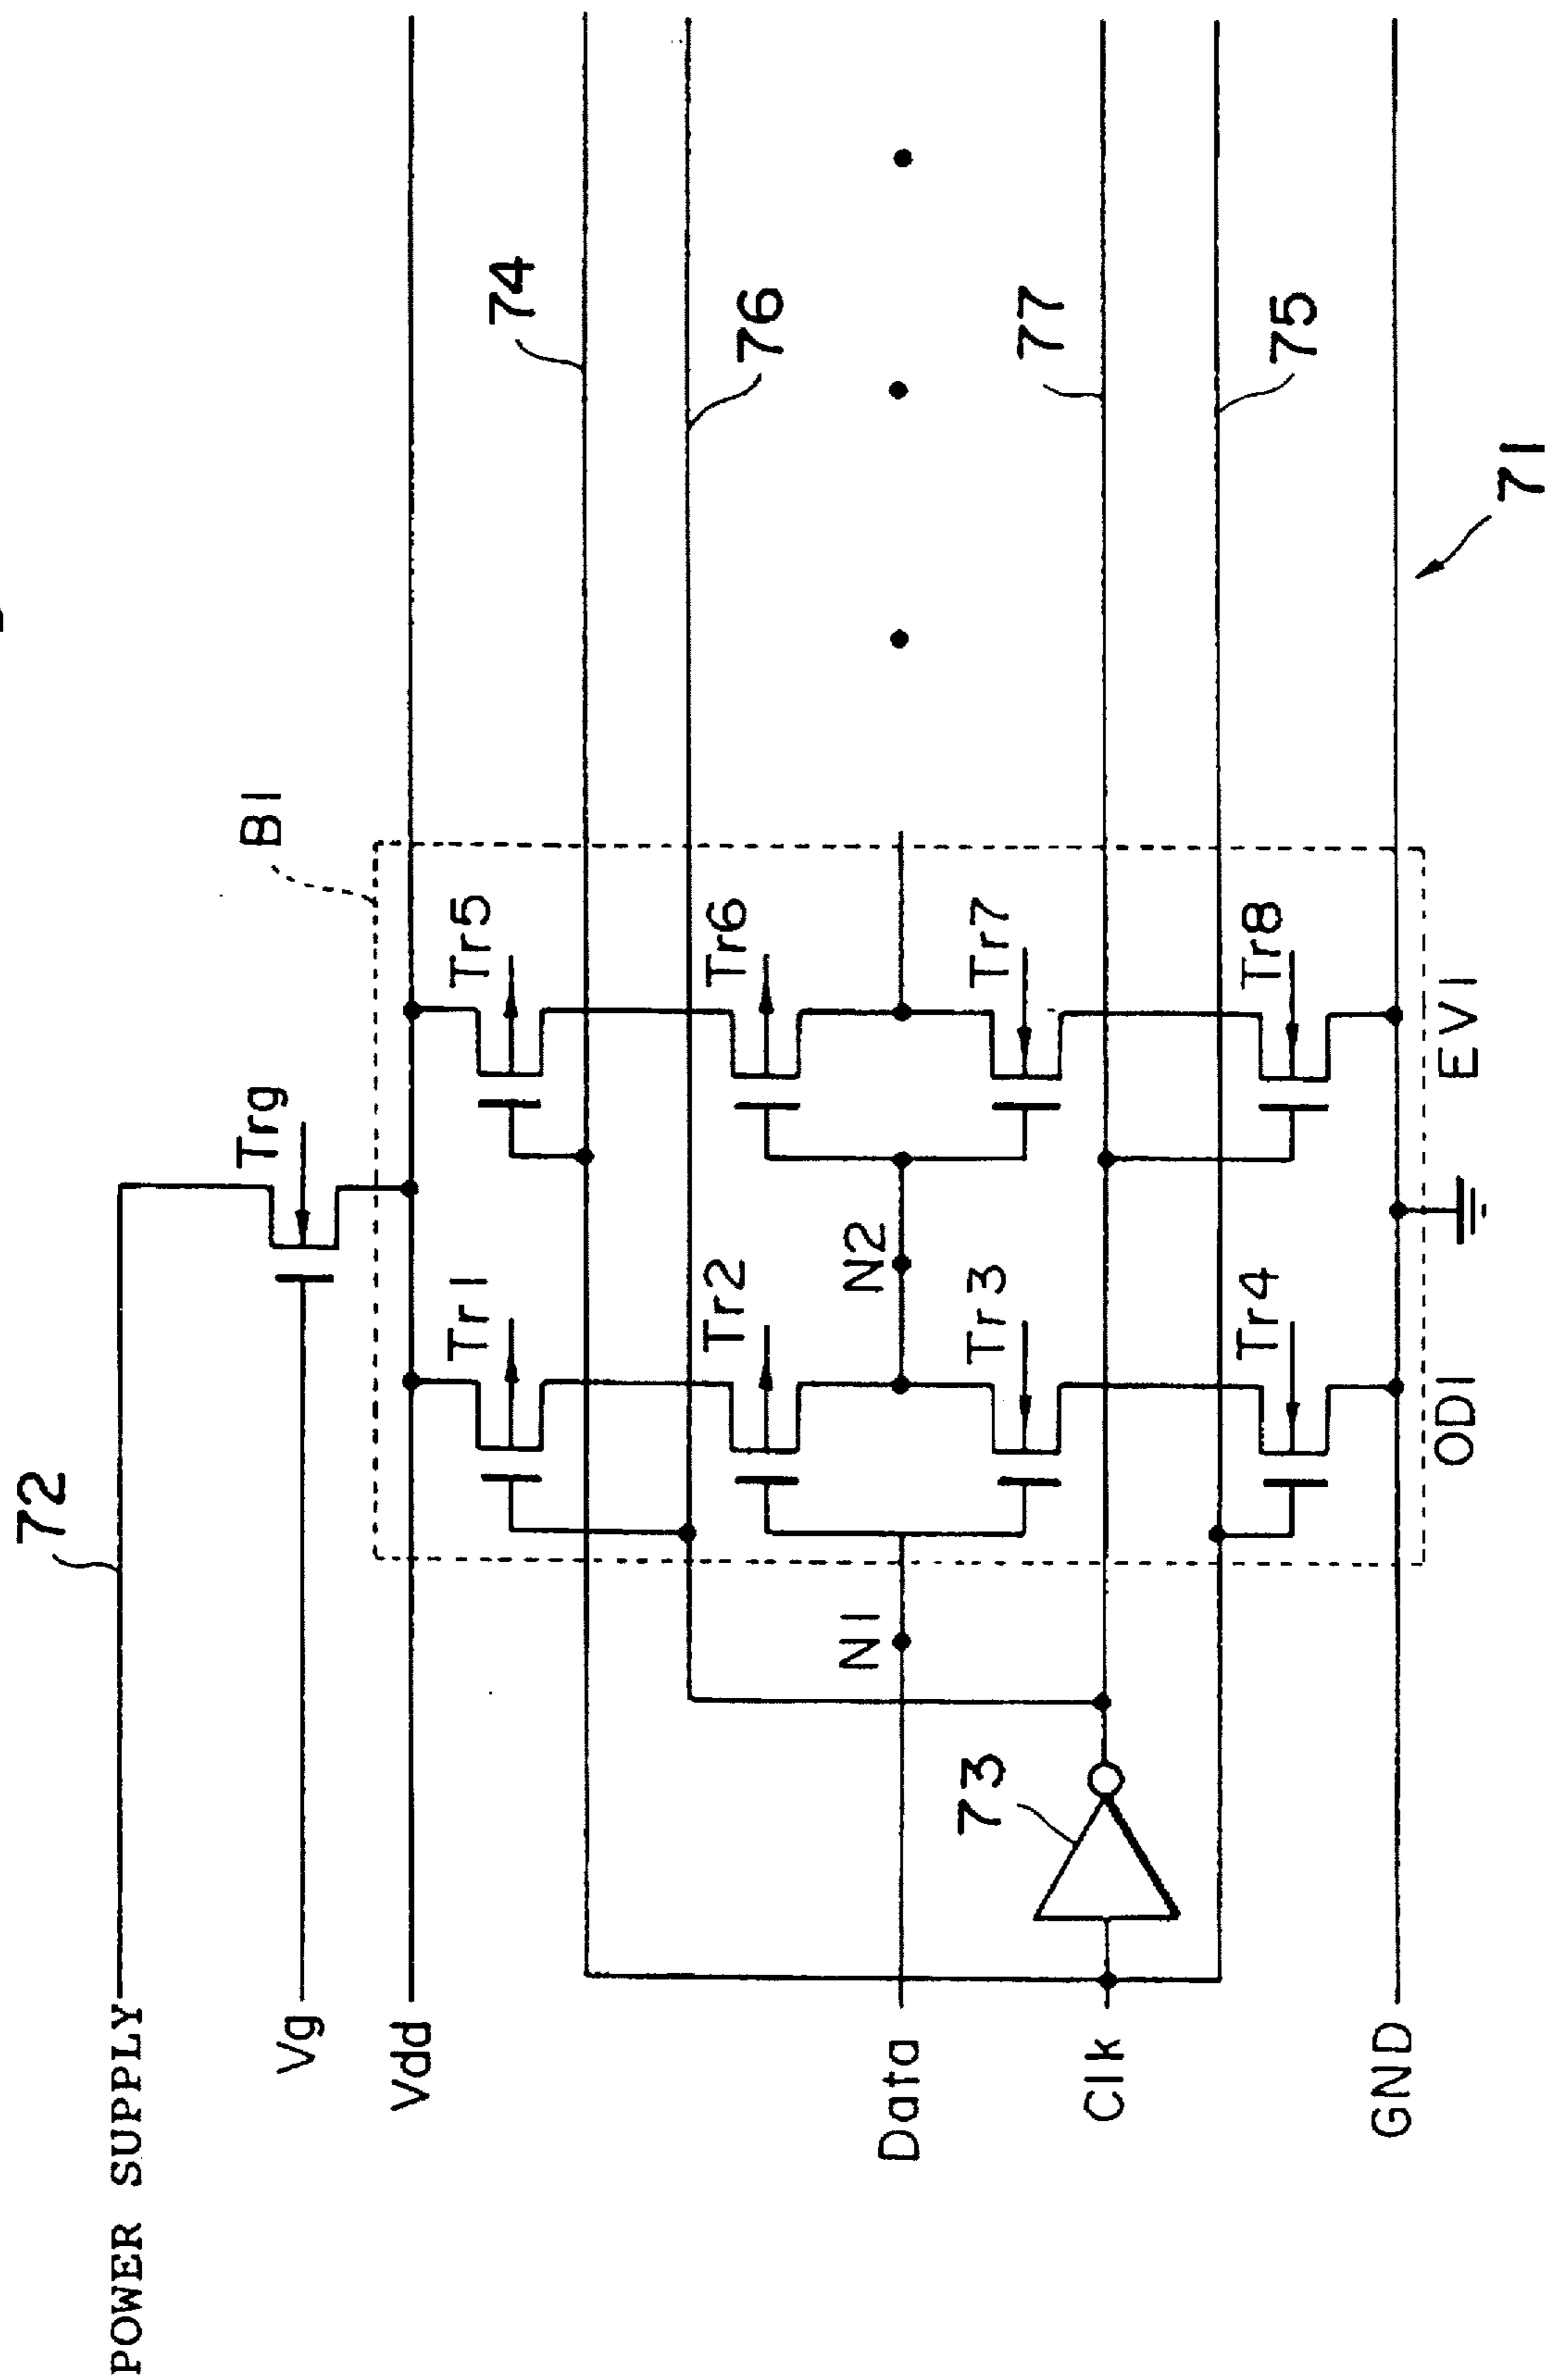 POWER SUPPLY
72
Vg
Trg
B1
Vdd
Tr1
Tr5
74
76
Tr2
Tr6
Data
N1
N2
73
Tr3
Tr7
77
Clk
Tr4
Tr8
75
GND
OD1
EV1
71